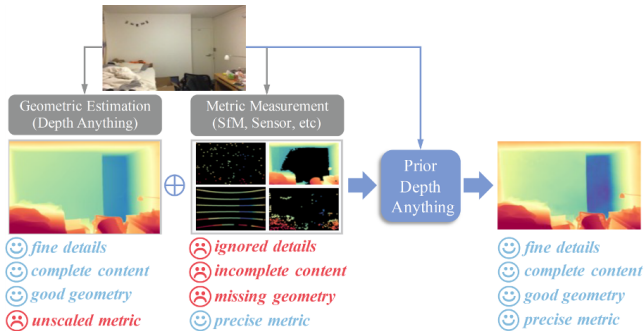 Geometric Estimation
(Depth Anything)
Metric Measurement
(SfM, Sensor, etc)
Prior
Depth
Anything
fine details
complete content
good geometry
unscaled metric
ignored details
incomplete content
missing geometry
precise metric
fine details
complete content
good geometry
precise metric